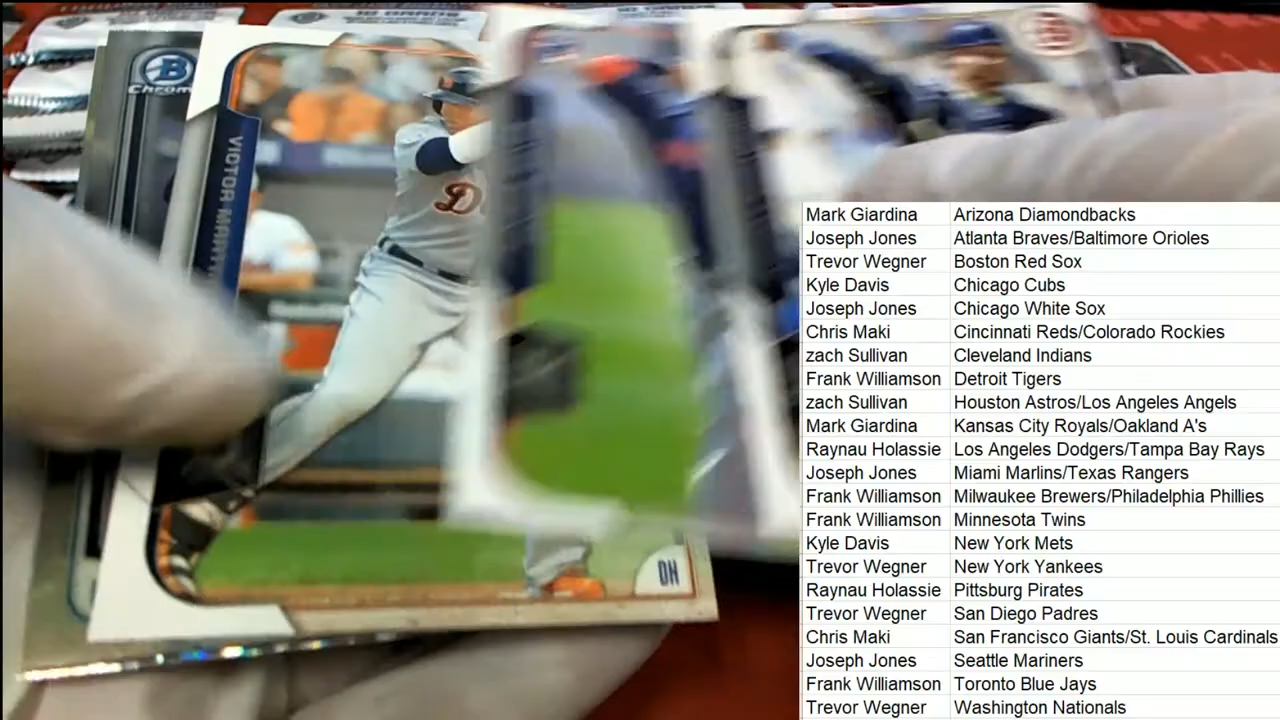 B
Chrome
VICTOR
D
DH
Mark Giardina Arizona Diamondbacks
Joseph Jones Atlanta Braves/Baltimore Orioles
Trevor Wegner Boston Red Sox
Kyle Davis Chicago Cubs
Joseph Jones Chicago White Sox
Chris Maki Cincinnati Reds/Colorado Rockies
zach Sullivan Cleveland Indians
Frank Williamson Detroit Tigers
zach Sullivan Houston Astros/Los Angeles Angels
Mark Giardina Kansas City Royals/Oakland A's
Raynau Holassie Los Angeles Dodgers/Tampa Bay Rays
Joseph Jones Miami Marlins/Texas Rangers
Frank Williamson Milwaukee Brewers/Philadelphia Phillies
Frank Williamson Minnesota Twins
Kyle Davis New York Mets
Trevor Wegner New York Yankees
Raynau Holassie Pittsburg Pirates
Trevor Wegner San Diego Padres
Chris Maki San Francisco Giants/St. Louis Cardinals
Joseph Jones Seattle Mariners
Frank Williamson Toronto Blue Jays
Trevor Wegner Washington Nationals